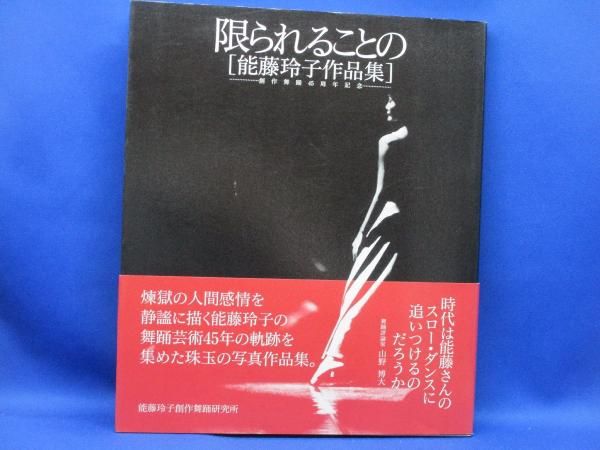 限られることの
[能藤玲子作品集]
創作舞踊45周年記念
煉獄の人間感情を
静謐に描く能藤玲子の
舞踊芸術45年の軌跡を
集めた珠玉の写真作品集。
能藤玲子創作舞踊研究所
時代は能藤さんの
スロー・ダンスに
追いつけるの
だろうか
舞踊評論家 山野 博大